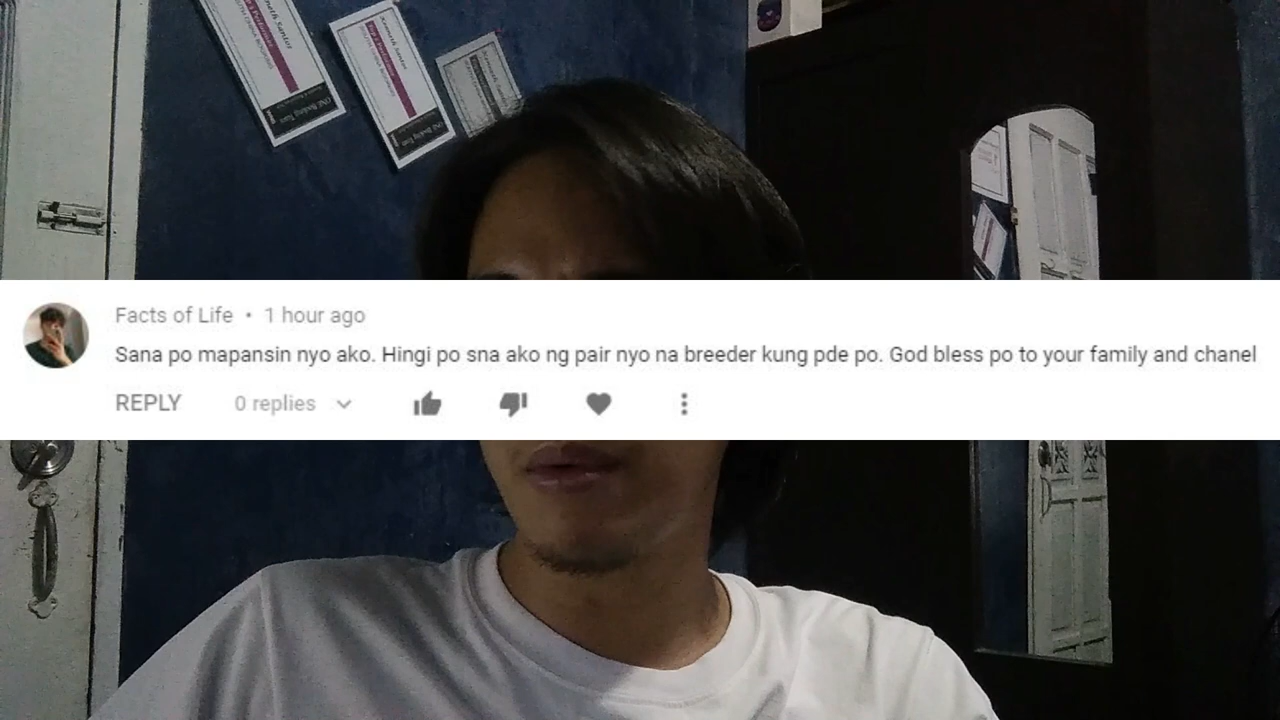 Facts of Life • 1 hour ago
Sana po mapansin nyo ako. Hingi po sna ako ng pair nyo na breeder kung pde po. God bless po to your family and chanel
REPLY 0 replies